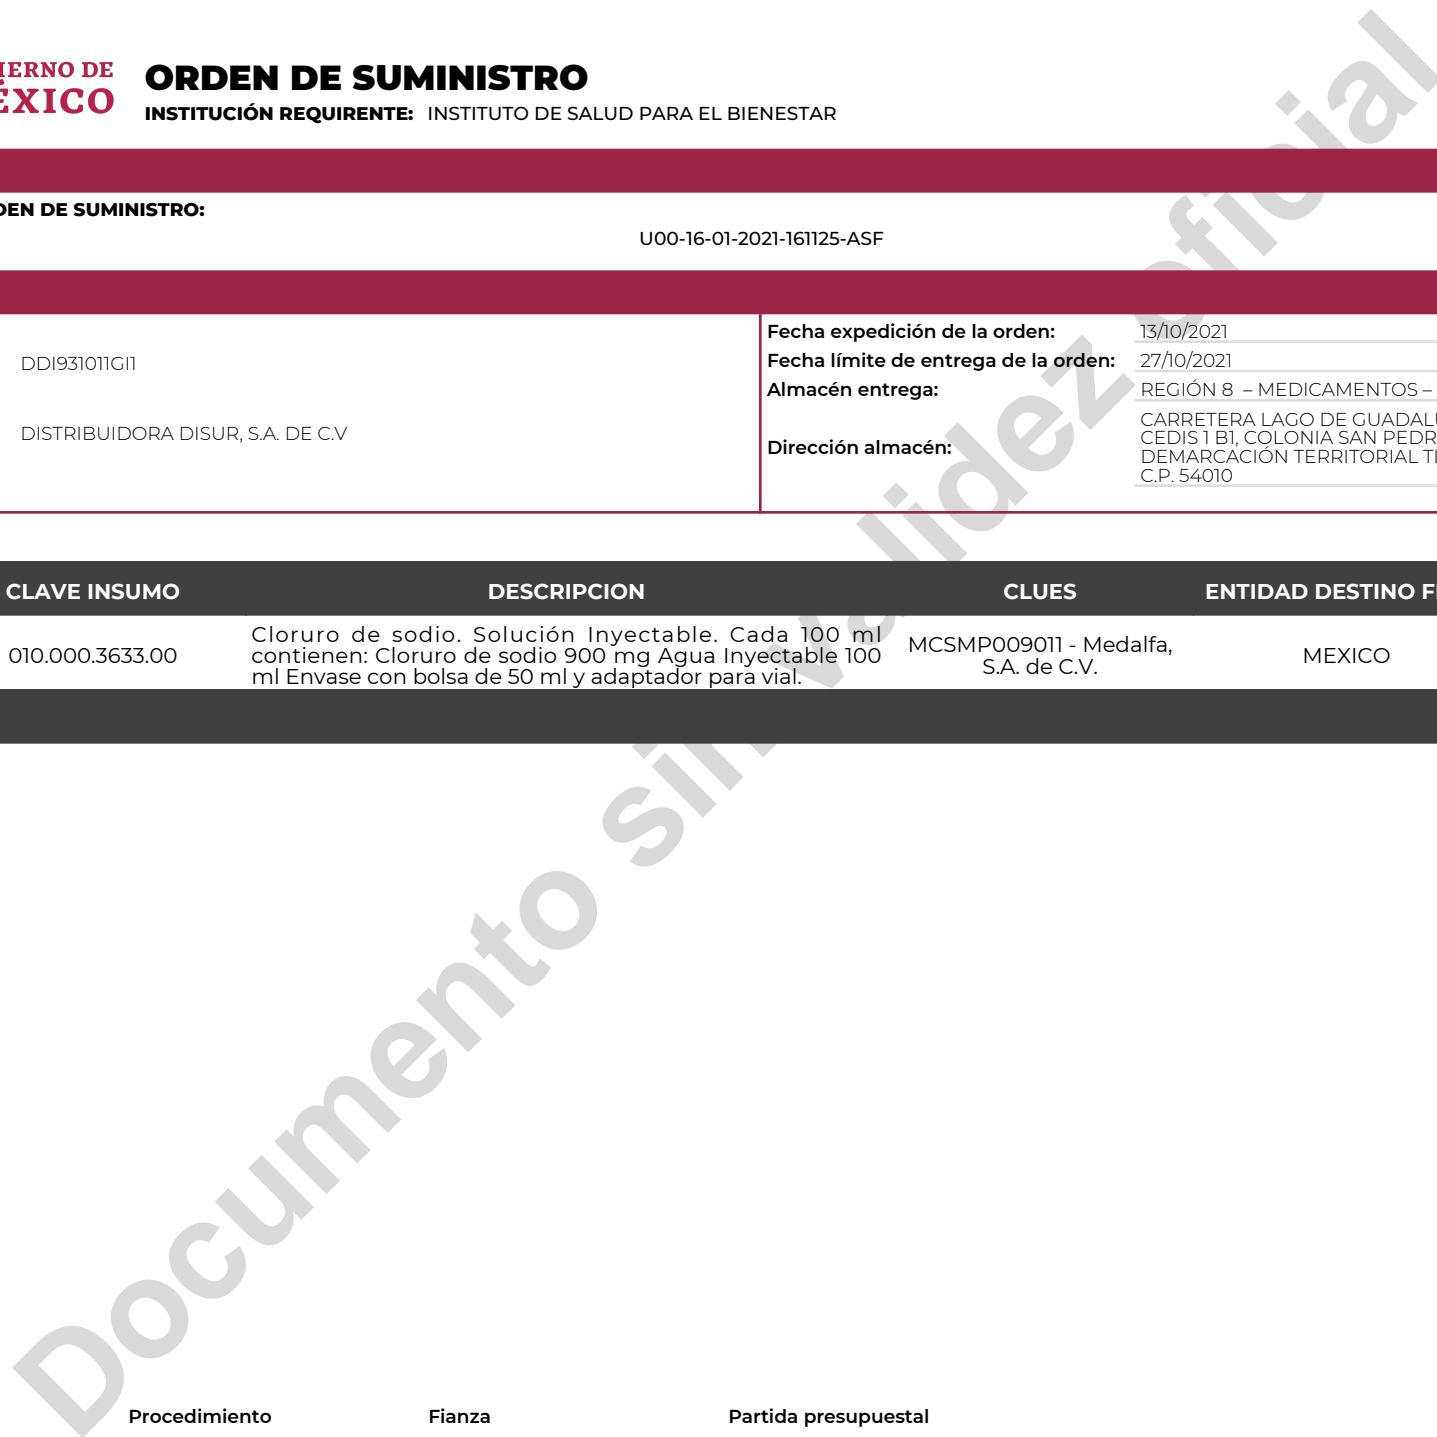 IERNO DE
ÉXICO
ORDEN DE SUMINISTRO
INSTITUCIÓN REQUIRENTE: INSTITUTO DE SALUD PARA EL BIENESTAR
DEN DE SUMINISTRO:
U00-16-01-2021-161125-ASF
DDI931011GI1
DISTRIBUIDORA DISUR, S.A. DE C.V
Fecha expedición de la orden: 13/10/2021
Fecha límite de entrega de la orden: 27/10/2021
Almacén entrega: REGIÓN 8 – MEDICAMENTOS –
Dirección almacén:
CARRETERA LAGO DE GUADALU
CEDIS 1 B1, COLONIA SAN PEDR
DEMARCACIÓN TERRITORIAL TL
C.P. 54010
CLAVE INSUMO DESCRIPCION CLUES ENTIDAD DESTINO FI
010.000.3633.00
Cloruro de sodio. Solución Inyectable. Cada 100 ml
contienen: Cloruro de sodio 900 mg Agua Inyectable 100
ml Envase con bolsa de 50 ml y adaptador para vial.
MCSMP009011 - Medalfa,
S.A. de C.V.
MEXICO
Documento sin validez oficial
Procedimiento Fianza Partida presupuestal